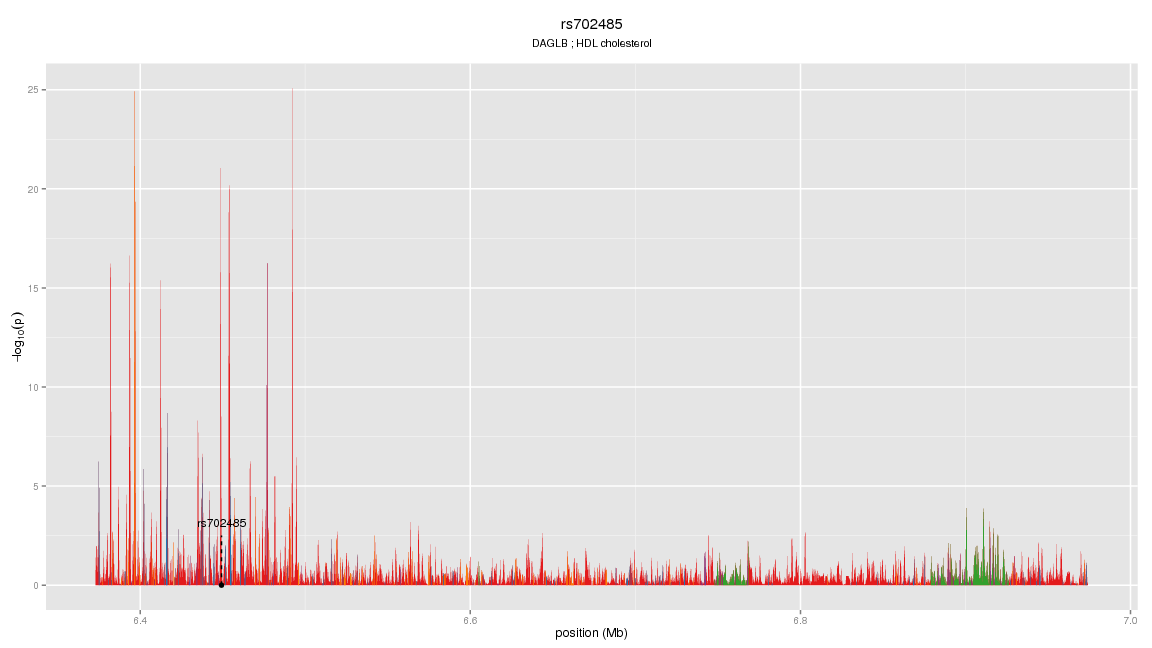 rs702485
DAGLB ; HDL cholesterol
25
20
15
10
5
0
−log10(p)
rs702485
6.4
6.6
6.8
7.0
position (Mb)